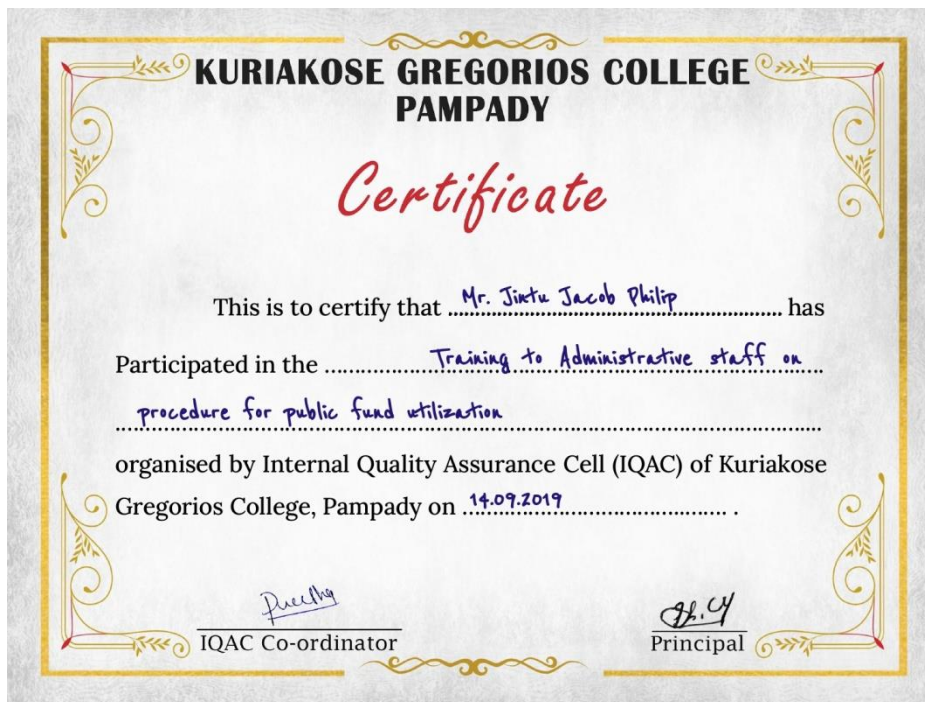 KURIAKOSE GREGORIOS COLLEGE
PAMPADY
Certificate
This is to certify that Mr. Jintu Jacob Philip has
Participated in the Training to Administrative staff on
procedure for public fund utilization
organised by Internal Quality Assurance Cell (IQAC) of Kuriakose
Gregorios College, Pampady on 14.09.2019 .
IQAC Co-ordinator
Principal